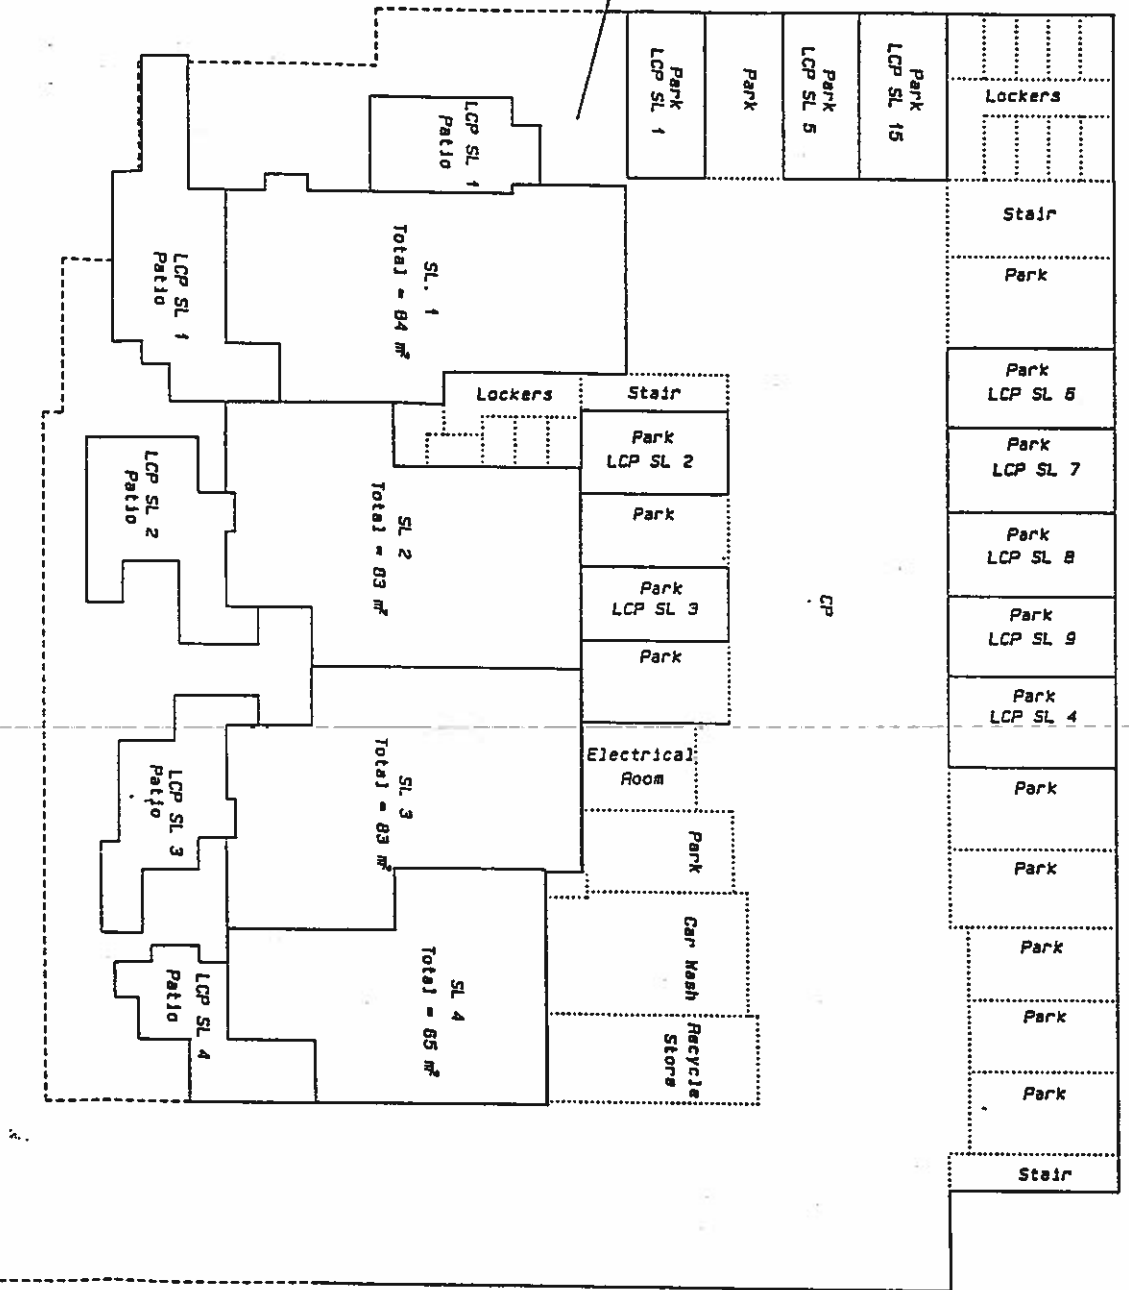 Park
LCP SL 1
Park
Park
LCP SL 5
Park
LCP SL 15
Lockers
LCP SL 1
Patio
Stair
Park
SL. 1
Total = 84 m²
LCP SL 1
Patio
Park
LCP SL 6
Lockers
Stair
Park
LCP SL 2
Park
LCP SL 7
LCP SL 2
Patio
SL 2
Total = 83 m²
Park
Park
LCP SL 8
Park
LCP SL 3
CP
Park
LCP SL 9
Park
Park
LCP SL 4
Electrical
Room
SL 3
Total = 83 m²
LCP SL 3
Patio
Park
Park
Park
Car Wash
Park
SL 4
Total = 65 m²
LCP SL 4
Patio
Recycle
Store
Park
Park
Stair